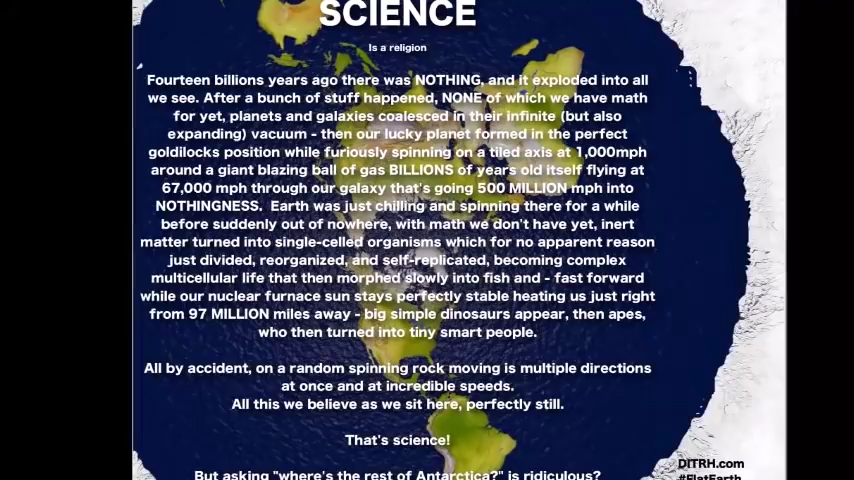 SCIENCE
Is a religion
Fourteen billions years ago there was NOTHING, and it exploded into all
we see. After a bunch of stuff happened, NONE of which we have math
for yet, planets and galaxies coalesced in their infinite (but also
expanding) vacuum - then our lucky planet formed in the perfect
goldilocks position while furiously spinning on a tiled axis at 1,000mph
around a giant blazing ball of gas BILLIONS of years old itself flying at
67,000 mph through our galaxy that's going 500 MILLION mph into
NOTHINGNESS. Earth was just chilling and spinning there for a while
before suddenly out of nowhere, with math we don't have yet, inert
matter turned into single-celled organisms which for no apparent reason
just divided, reorganized, and self-replicated, becoming complex
multicellular life that then morphed slowly into fish and - fast forward
while our nuclear furnace sun stays perfectly stable heating us just right
from 97 MILLION miles away - big simple dinosaurs appear, then apes,
who then turned into tiny smart people.
All by accident, on a random spinning rock moving is multiple directions
at once and at incredible speeds.
All this we believe as we sit here, perfectly still.
That's science!
DITRH.com
But asking "where's the rest of Antarctica?" is ridiculous?
#FlatEarth